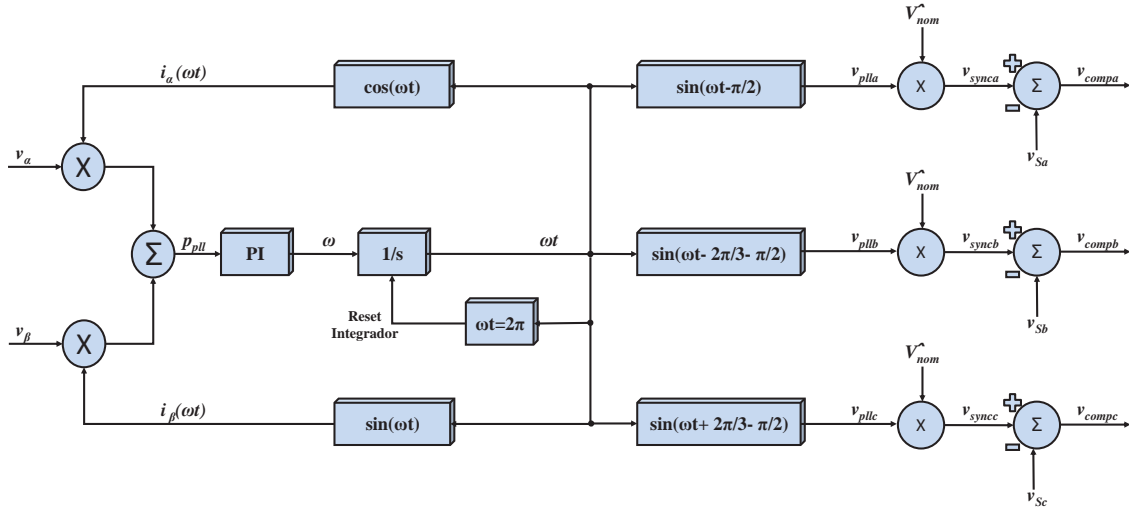 V̂nom
iα(ωt)
cos(ωt)
sin(ωt-π/2)
vplla
X
vsynca
Σ
vcompa
vα
X
vSa
V̂nom
Σ
ppll
PI
ω
1/s
ωt
sin(ωt- 2π/3- π/2)
vpllb
X
vsyncb
Σ
vcompb
Reset
Integrador
ωt=2π
vSb
vβ
X
V̂nom
iβ(ωt)
sin(ωt)
sin(ωt+ 2π/3- π/2)
vpllc
X
vsyncc
Σ
vcompc
vSc